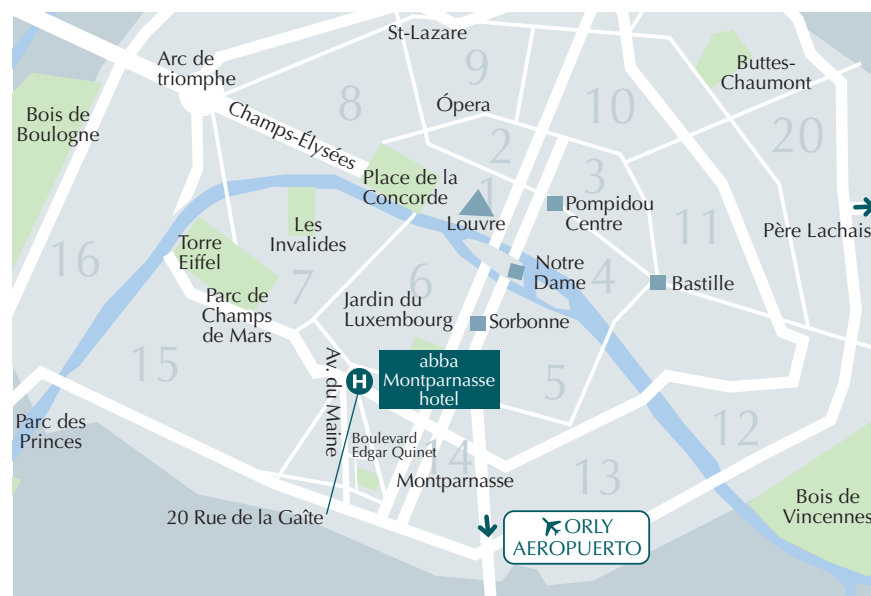 St-Lazare
Arc de
triomphe
9
Buttes-
Chaumont
8
Ópera
10
Bois de
Boulogne
Champs-Élysées
20
2
3
Place de la
Concorde
1
Louvre
Pompidou
Centre
11
Père Lachais
Les
Invalides
Torre
Eiffel
16
7
6
Notre
Dame
4
Bastille
Parc de
Champs
de Mars
Jardin du
Luxembourg
Sorbonne
15
Av. du Maine
H
abba
Montparnasse
hotel
5
12
Parc des
Princes
Boulevard
Edgar Quinet
14
Montparnasse
13
Bois de
Vincennes
20 Rue de la Gaîte
ORLY
AEROPUERTO